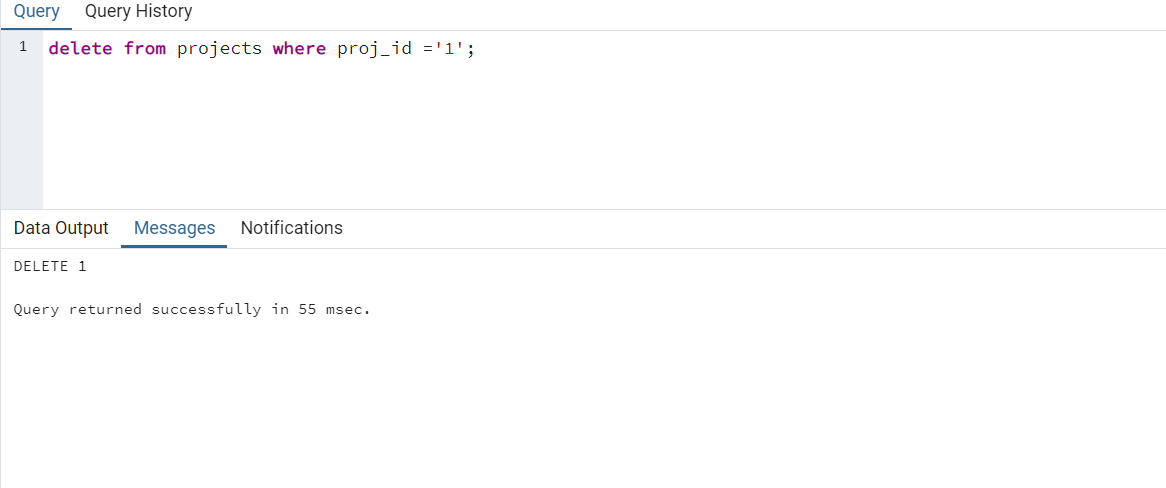 Query Query History
1 delete from projects where proj_id ='1';
Data Output Messages Notifications
DELETE 1
Query returned successfully in 55 msec.